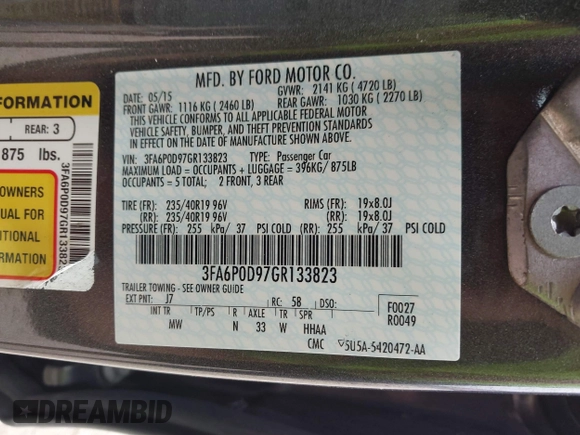 FORMATION
REAR: 3
875 lbs.
OWNERS
UAL FOR
DITIONAL
ORMATION
3FA6P0D97GR133823
MFD. BY FORD MOTOR CO.
DATE: 05/15 GVWR: 2141 KG ( 4720 LB)
FRONT GAWR: 1116 KG ( 2460 LB) REAR GAWR: 1030 KG ( 2270 LB)
THIS VEHICLE CONFORMS TO ALL APPLICABLE FEDERAL MOTOR
VEHICLE SAFETY, BUMPER, AND THEFT PREVENTION STANDARDS IN
EFFECT ON THE DATE OF MANUFACTURE SHOWN ABOVE.
VIN: 3FA6P0D97GR133823 TYPE: Passenger Car
MAXIMUM LOAD = OCCUPANTS + LUGGAGE = 396KG/875LB
OCCUPANTS = 5 TOTAL; 2 FRONT, 3 REAR
TIRE (FR): 235/40R19 96V RIMS (FR): 19x8.0J
(RR): 235/40R19 96V (RR): 19x8.0J
PRESSURE (FR): 255 kPa/ 37 PSI COLD (RR): 255 kPa/ 37 PSI COLD
3FA6P0D97GR133823
TRAILER TOWING - SEE OWNER GUIDE
EXT PNT: J7 RC: 58 DSO: F0027
INT TR TP/PS R AXLE TR SPR R0049
MW N 33 W HHAA
CMC 5U5A-5420472-AA
DREAMBID